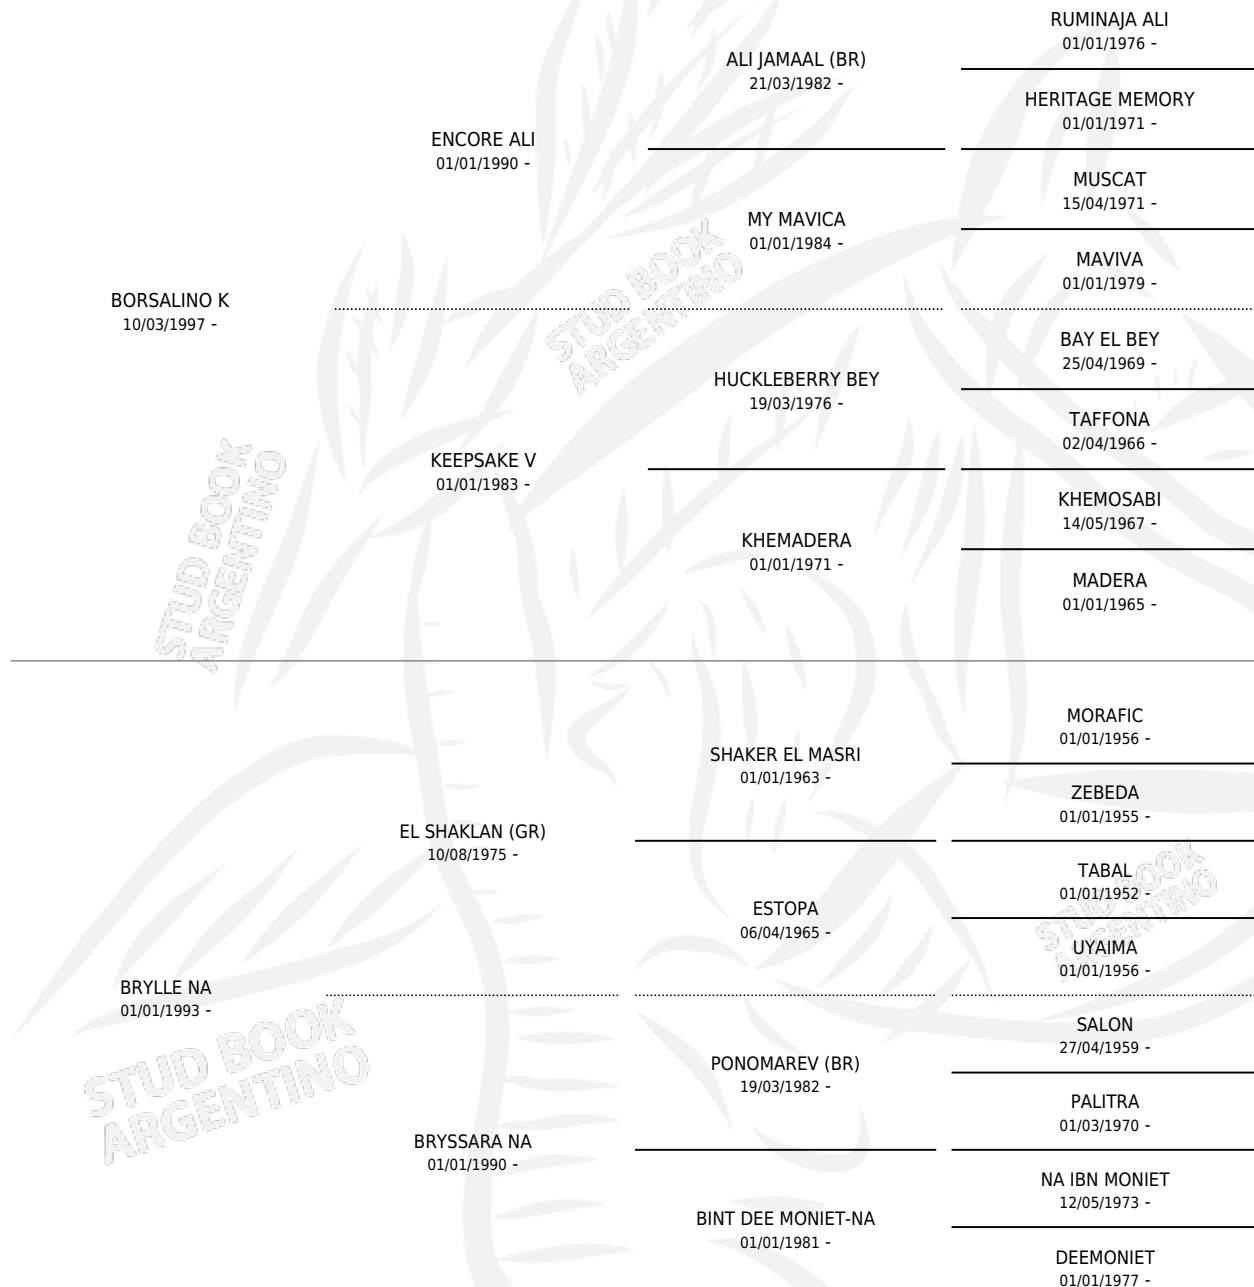 RUMINAJA ALI
01/01/1976 -
ALI JAMAAL (BR)
21/03/1982 -
HERITAGE MEMORY
01/01/1971 -
ENCORE ALI
01/01/1990 -
MUSCAT
15/04/1971 -
MY MAVICA
01/01/1984 -
MAVIVA
01/01/1979 -
BORSALINO K
10/03/1997 -
BAY EL BEY
25/04/1969 -
HUCKLEBERRY BEY
19/03/1976 -
TAFFONA
02/04/1966 -
KEEPSAKE V
01/01/1983 -
KHEMOSABI
14/05/1967 -
KHEMADERA
01/01/1971 -
MADERA
01/01/1965 -
MORAFIC
01/01/1956 -
SHAKER EL MASRI
01/01/1963 -
ZEBEDA
01/01/1955 -
EL SHAKLAN (GR)
10/08/1975 -
TABAL
01/01/1952 -
ESTOPA
06/04/1965 -
UYAIMA
01/01/1956 -
BRYLLE NA
01/01/1993 -
SALON
27/04/1959 -
PONOMAREV (BR)
19/03/1982 -
PALITRA
01/03/1970 -
BRYSSARA NA
01/01/1990 -
NA IBN MONIET
12/05/1973 -
BINT DEE MONIET-NA
01/01/1981 -
DEEMONIET
01/01/1977 -
STUD BOOK
ARGENTINO
STUD BOOK
ARGENTINO
STUD BOOK
ARGENTINO
STUD BOOK
ARGENTINO